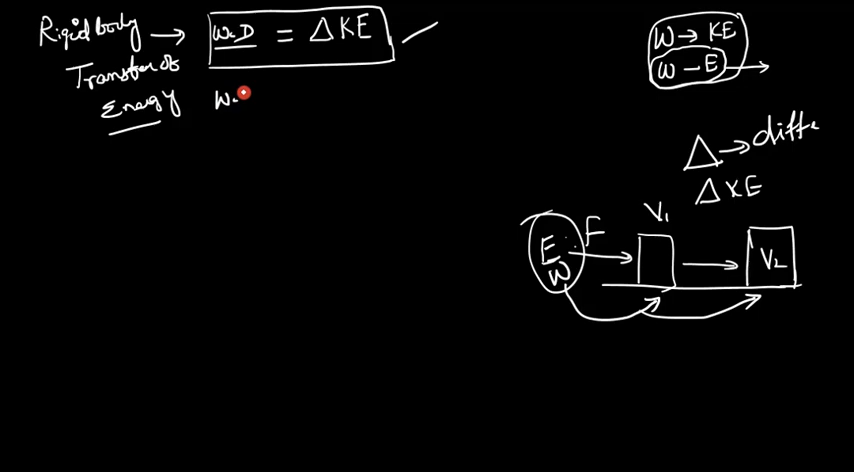 Rigid body → W.D = ΔKE
Transfer of
Energy W.
W → KE
W - E →
Δ → diffe
ΔKE
V1
E F
W
V2